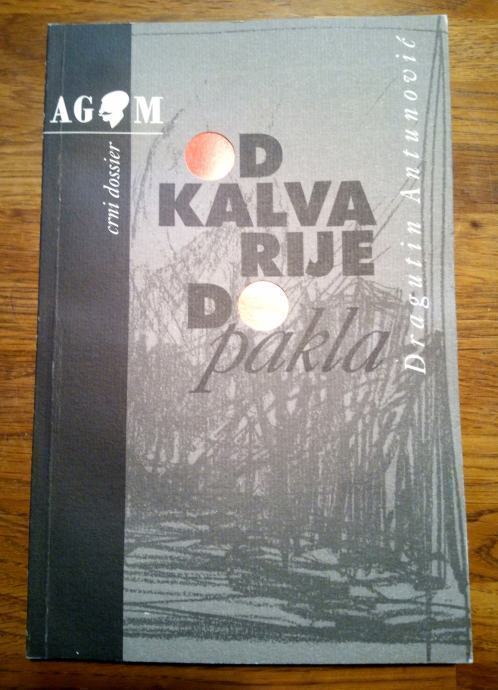 AGM
crni dossier
OD
KALVA
RIJE
DO
pakla
Dragutin Antunović